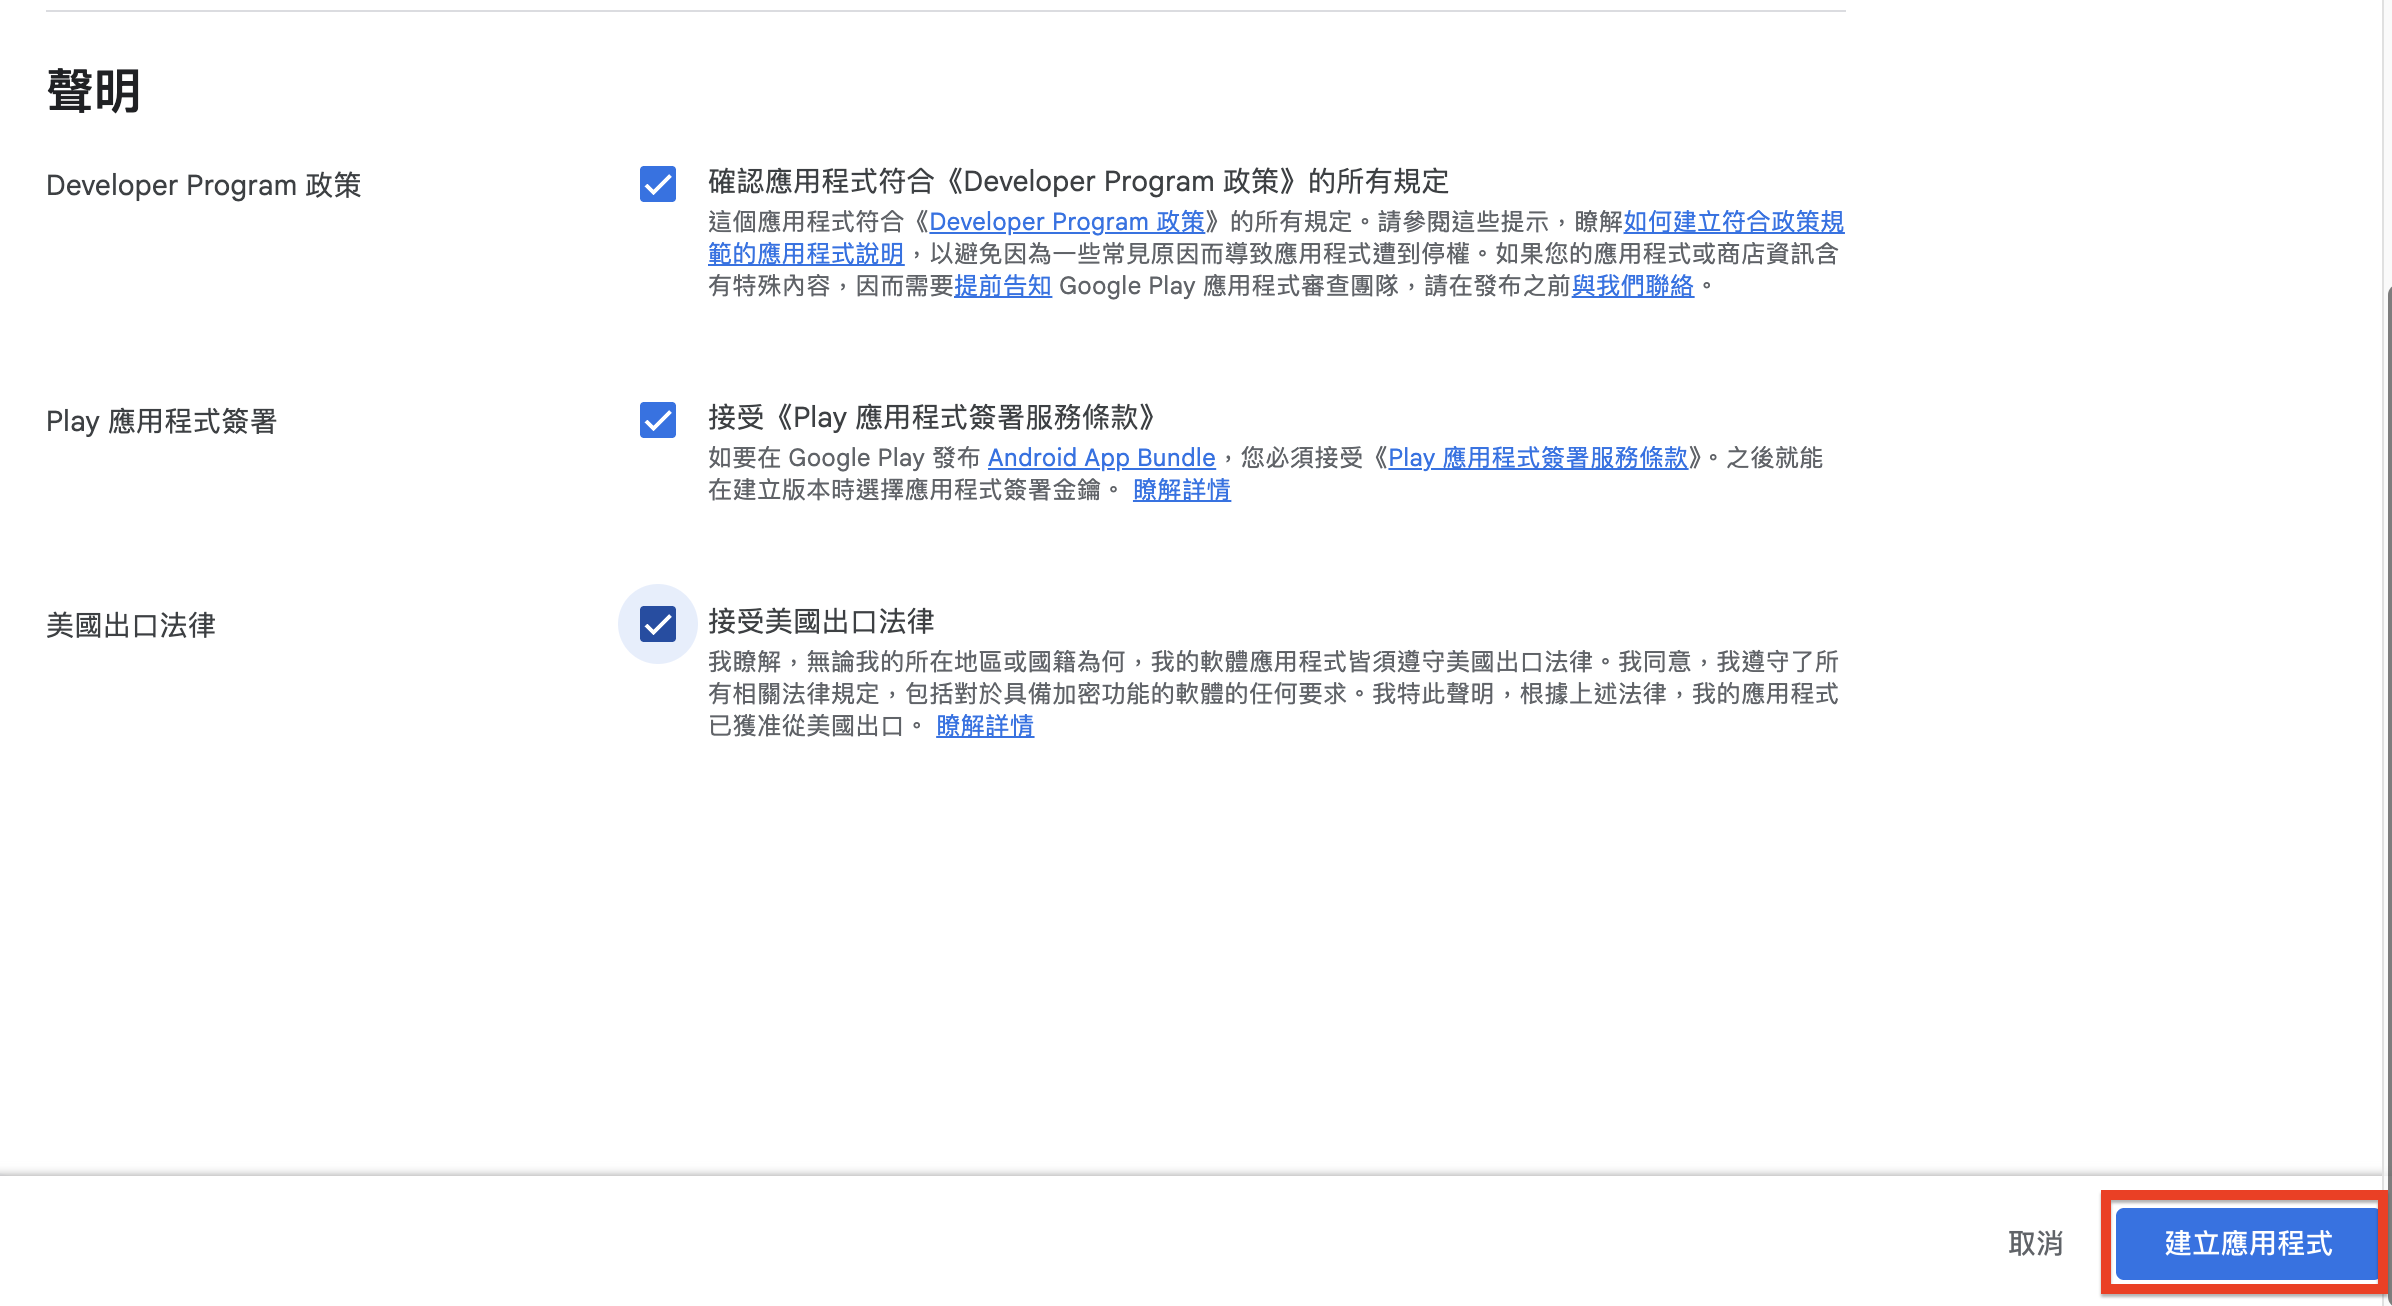 聲明
Developer Program 政策
確認應用程式符合《Developer Program 政策》的所有規定
這個應用程式符合《Developer Program 政策》的所有規定。請參閱這些提示，瞭解如何建立符合政策規
範的應用程式說明，以避免因為一些常見原因而導致應用程式遭到停權。如果您的應用程式或商店資訊含
有特殊內容，因而需要提前告知 Google Play 應用程式審查團隊，請在發布之前與我們聯絡。
Play 應用程式簽署
接受《Play 應用程式簽署服務條款》
如要在 Google Play 發布 Android App Bundle，您必須接受《Play 應用程式簽署服務條款》。之後就能
在建立版本時選擇應用程式簽署金鑰。 瞭解詳情
美國出口法律
接受美國出口法律
我瞭解，無論我的所在地區或國籍為何，我的軟體應用程式皆須遵守美國出口法律。我同意，我遵守了所
有相關法律規定，包括對於具備加密功能的軟體的任何要求。我特此聲明，根據上述法律，我的應用程式
已獲准從美國出口。 瞭解詳情
取消
建立應用程式